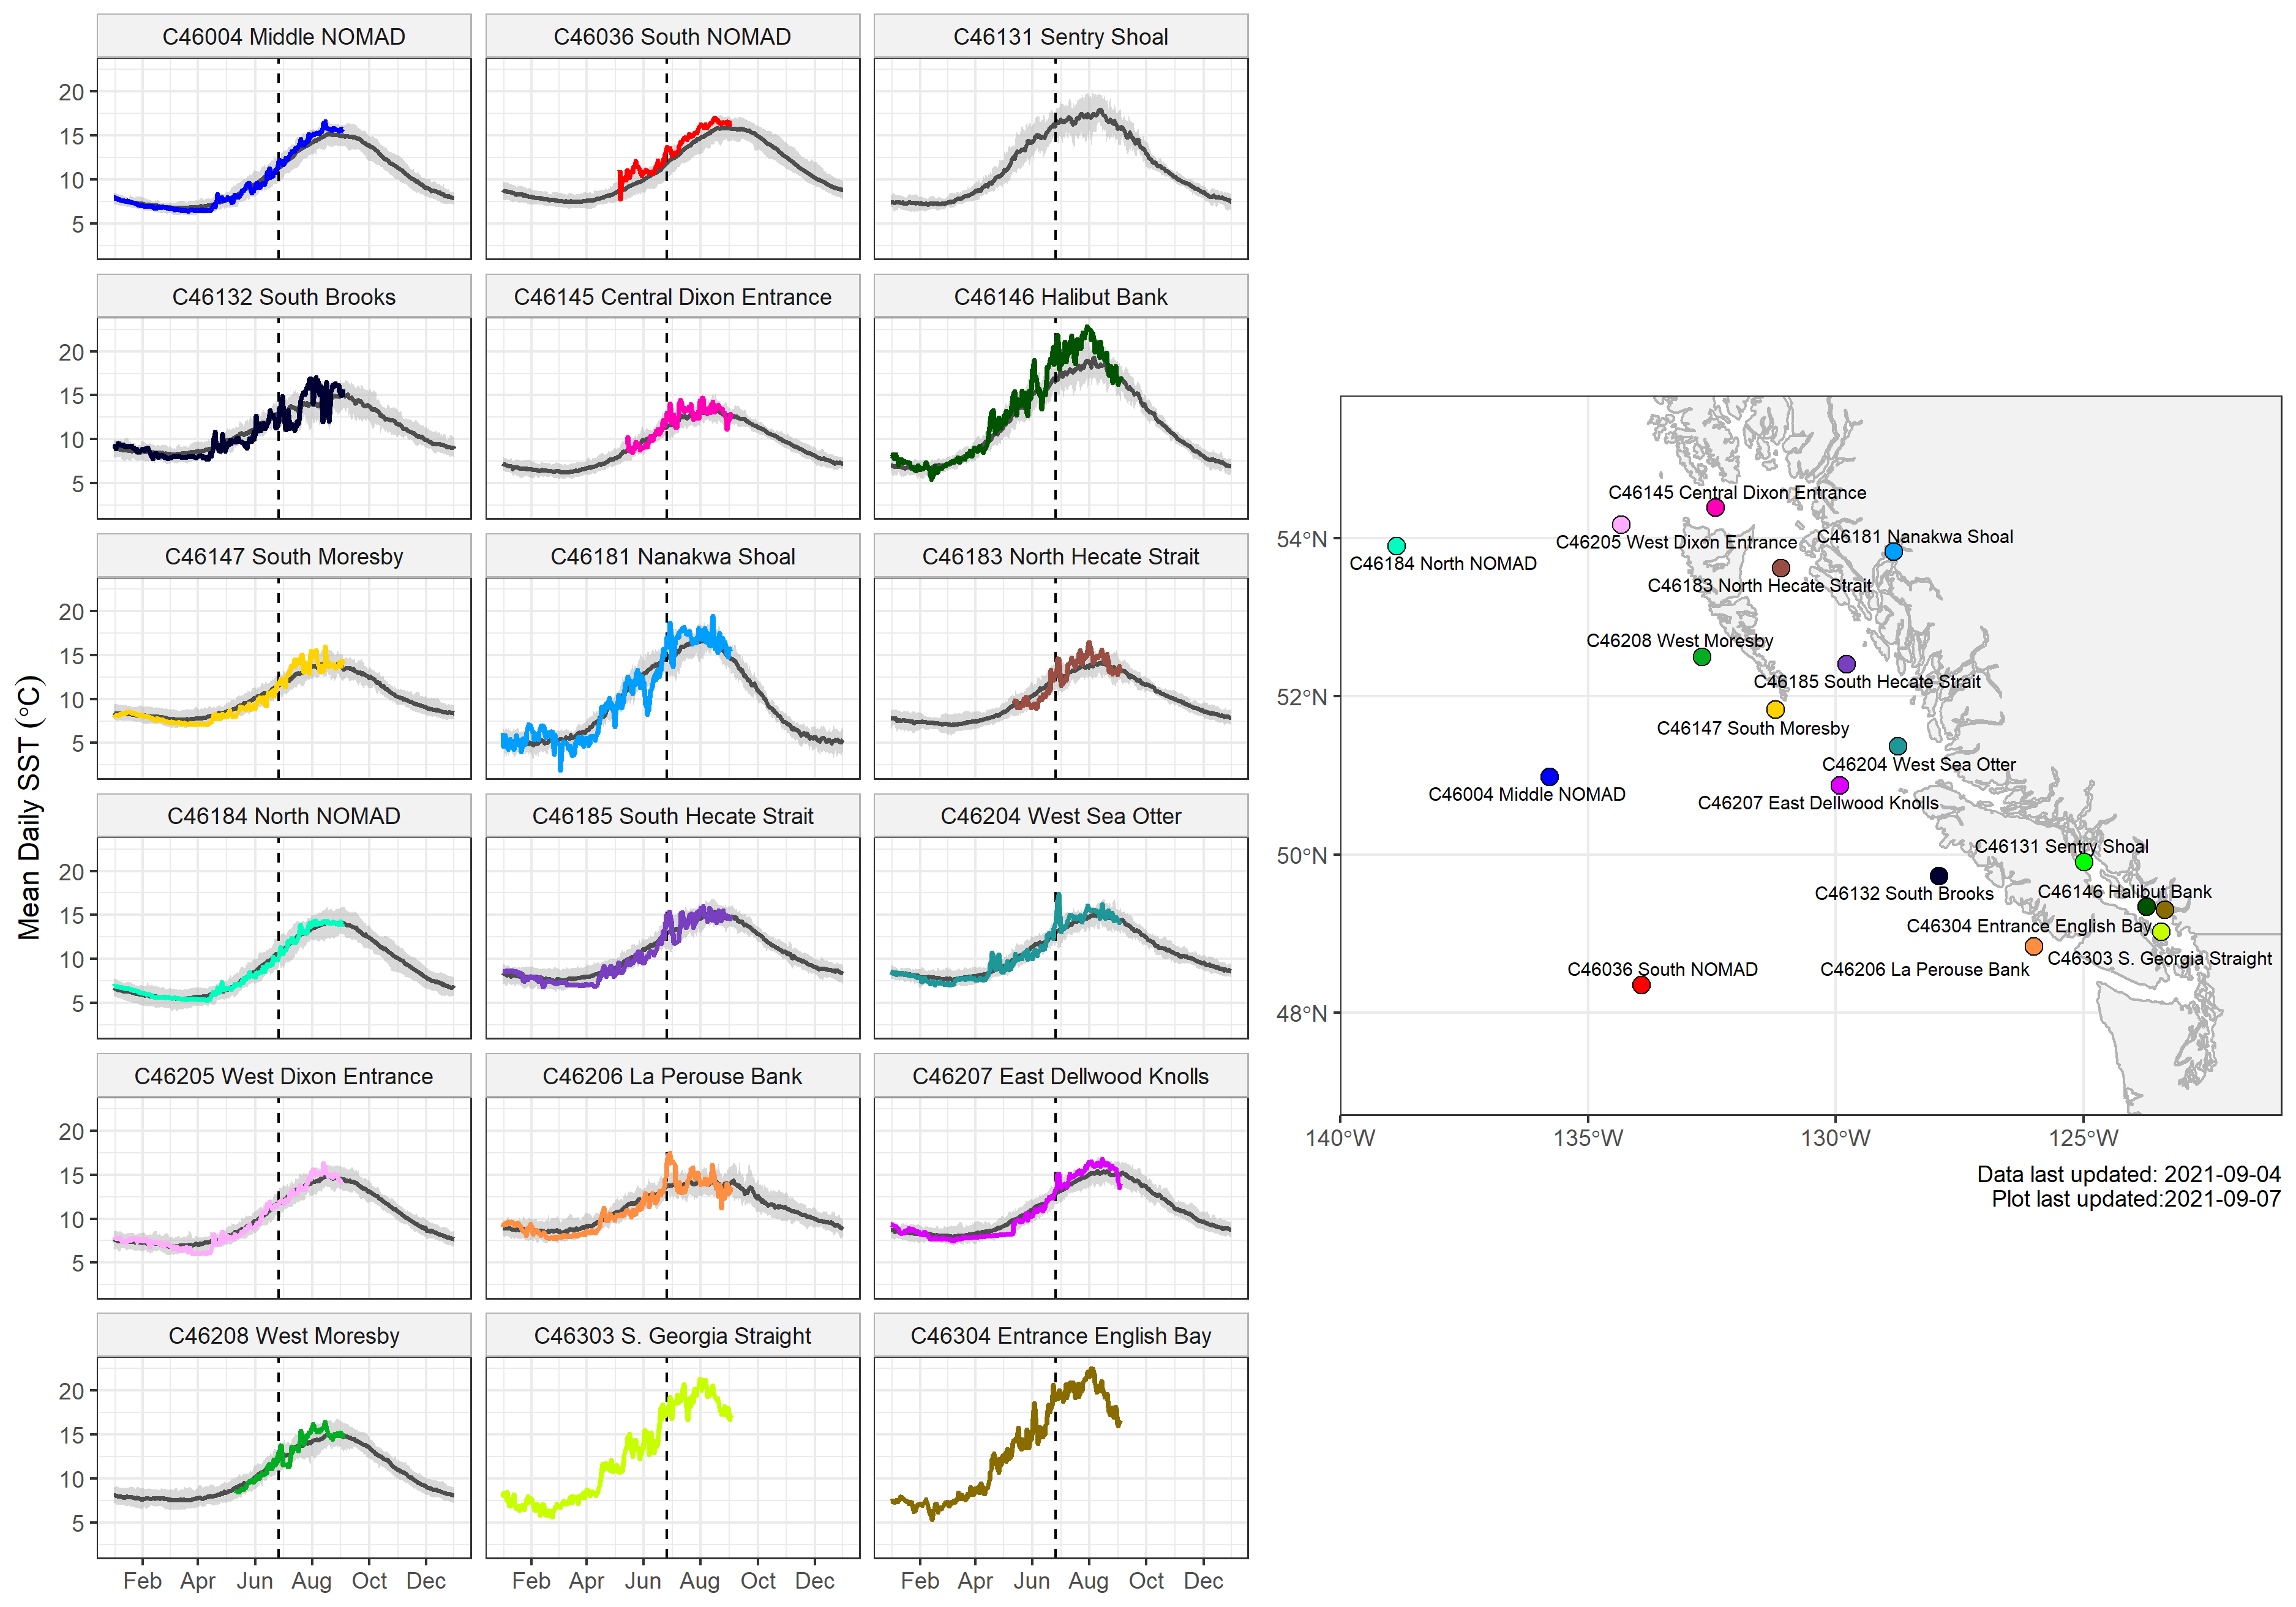 C46004 Middle NOMAD
C46036 South NOMAD
C46131 Sentry Shoal
20
15
10
5
C46132 South Brooks
C46145 Central Dixon Entrance
C46146 Halibut Bank
20
15
10
5
C46147 South Moresby
C46181 Nanakwa Shoal
C46183 North Hecate Strait
20
15
10
5
Mean Daily SST (°C)
C46184 North NOMAD
C46185 South Hecate Strait
C46204 West Sea Otter
20
15
10
5
C46205 West Dixon Entrance
C46206 La Perouse Bank
C46207 East Dellwood Knolls
20
15
10
5
C46208 West Moresby
C46303 S. Georgia Straight
C46304 Entrance English Bay
20
15
10
5
Feb Apr Jun Aug Oct Dec
Feb Apr Jun Aug Oct Dec
Feb Apr Jun Aug Oct Dec
C46145 Central Dixon Entrance
C46205 West Dixon Entrance
C46181 Nanakwa Shoal
C46184 North NOMAD
C46183 North Hecate Strait
C46208 West Moresby
C46185 South Hecate Strait
C46147 South Moresby
C46204 West Sea Otter
C46004 Middle NOMAD
C46207 East Dellwood Knolls
C46131 Sentry Shoal
C46132 South Brooks
C46146 Halibut Bank
C46304 Entrance English Bay
C46303 S. Georgia Straight
C46036 South NOMAD
C46206 La Perouse Bank
54°N
52°N
50°N
48°N
140°W
135°W
130°W
125°W
Data last updated: 2021-09-04
Plot last updated:2021-09-07